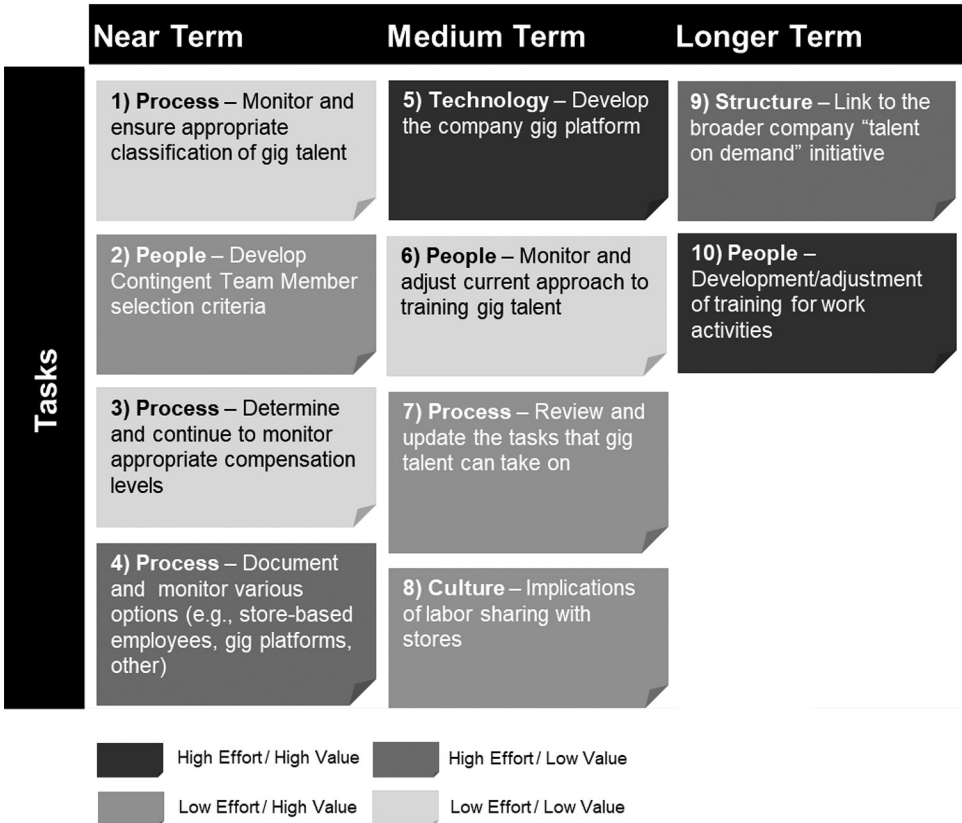 Near Term
Medium Term
Longer Term
Tasks
1) Process – Monitor and
ensure appropriate
classification of gig talent
2) People – Develop
Contingent Team Member
selection criteria
3) Process – Determine
and continue to monitor
appropriate compensation
levels
4) Process – Document
and monitor various
options (e.g., store-based
employees, gig platforms,
other)
5) Technology – Develop
the company gig platform
6) People – Monitor and
adjust current approach to
training gig talent
7) Process – Review and
update the tasks that gig
talent can take on
8) Culture – Implications
of labor sharing with
stores
9) Structure – Link to the
broader company “talent
on demand” initiative
10) People –
Development/adjustment
of training for work
activities
High Effort / High Value
High Effort / Low Value
Low Effort / High Value
Low Effort / Low Value